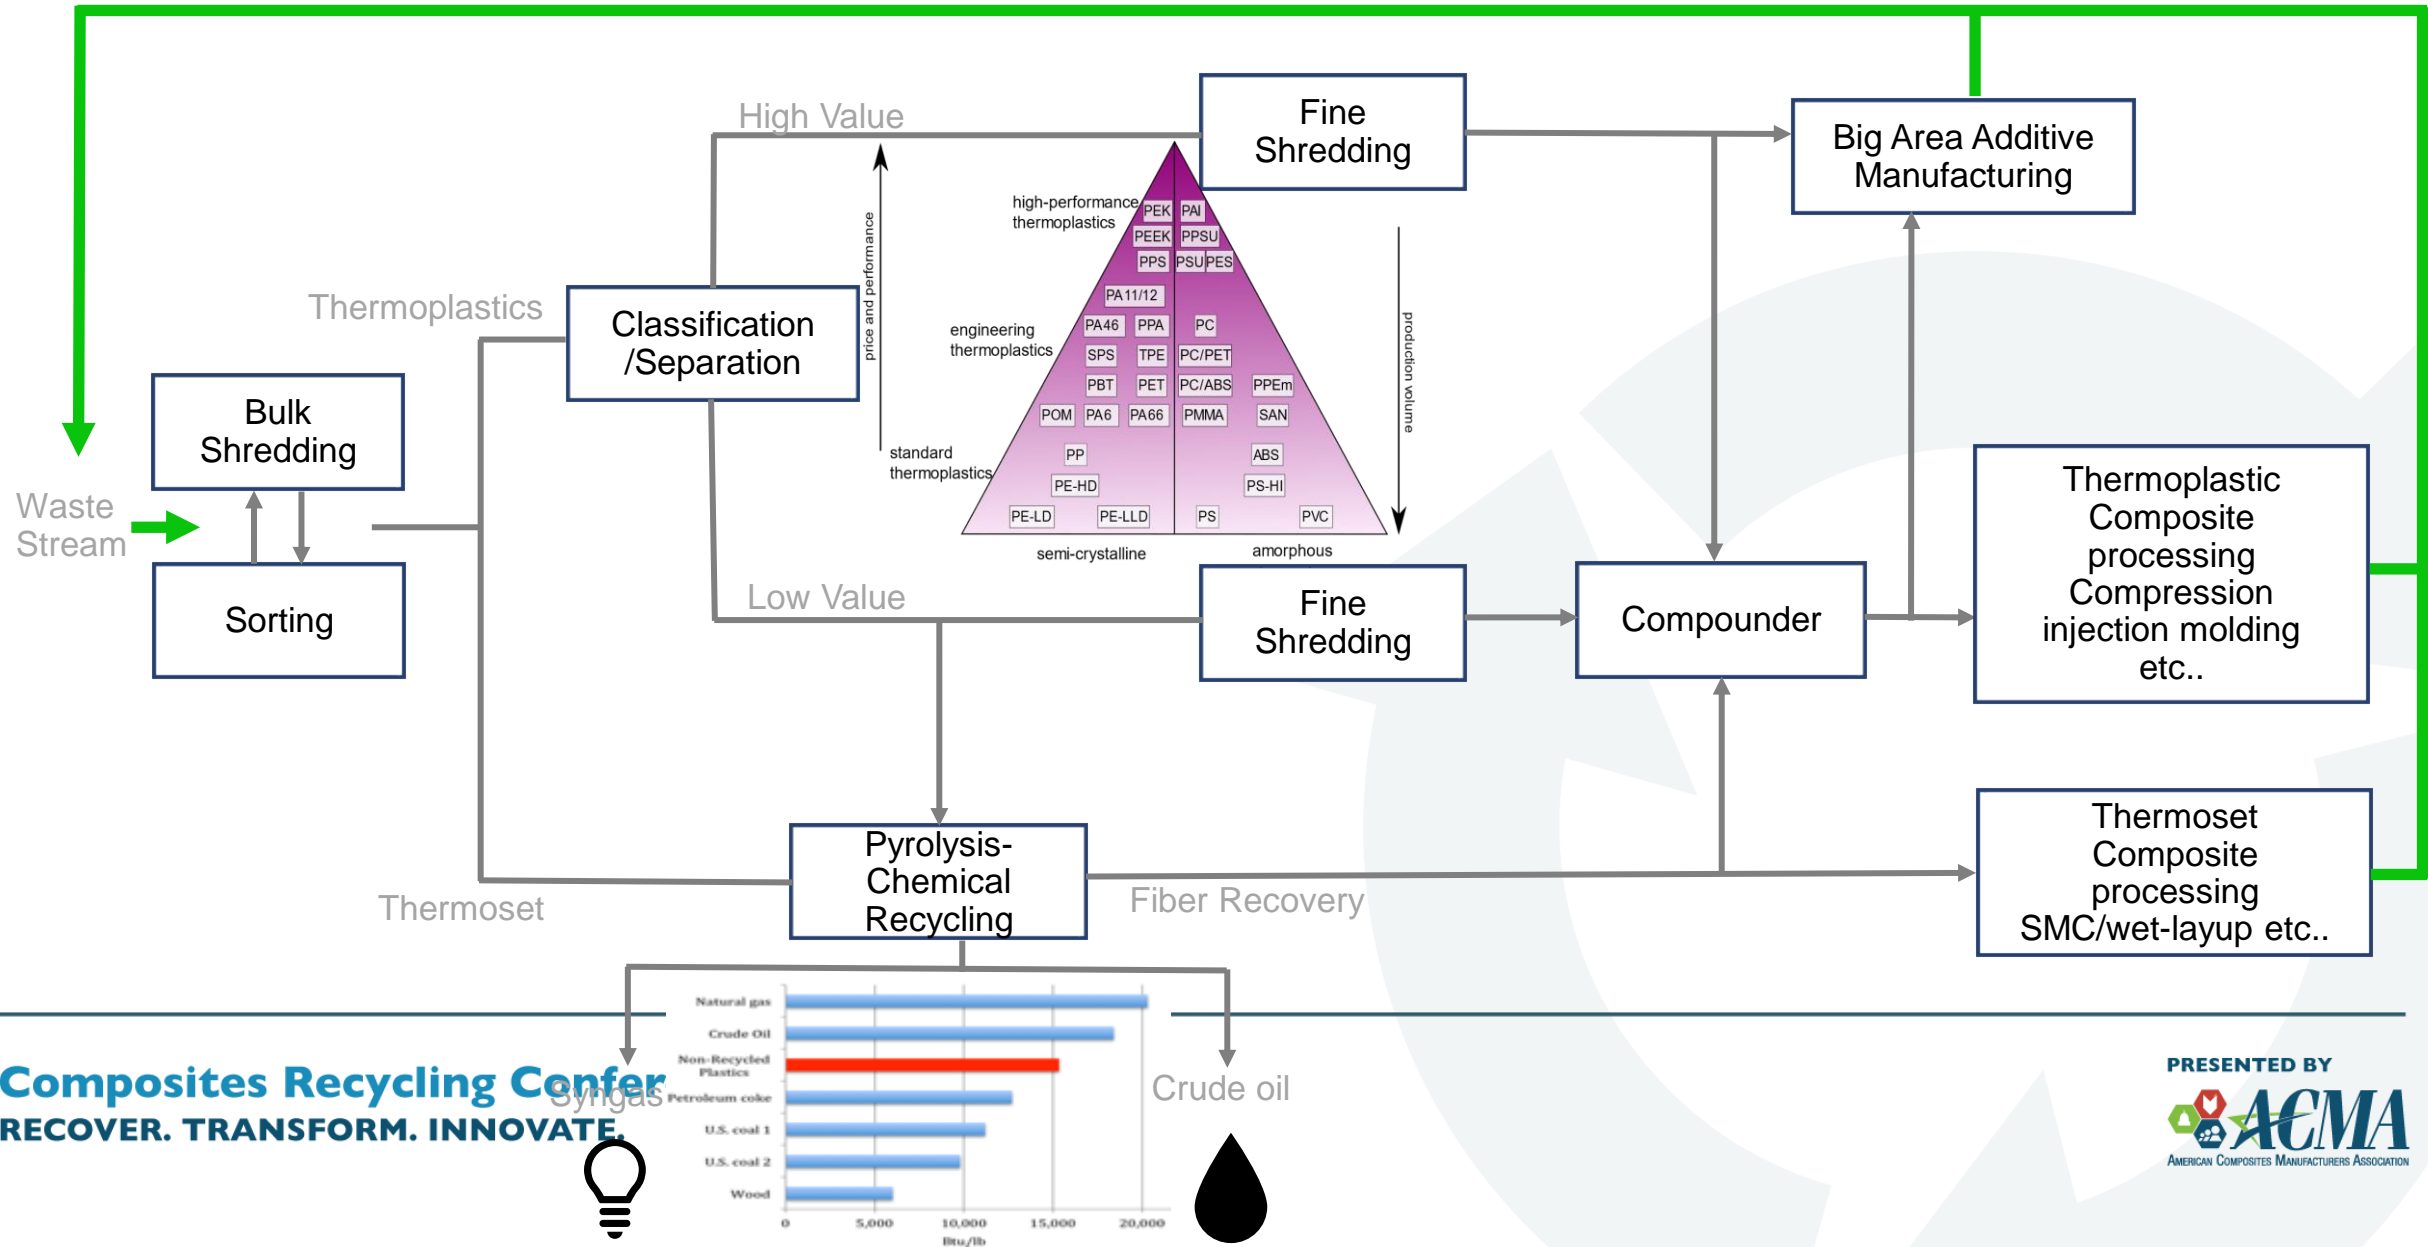 High Value
Fine
Shredding
Big Area Additive
Manufacturing
Thermoplastics
Classification
/Separation
price and performance
high-performance
thermoplastics
engineering
thermoplastics
standard
thermoplastics
PEK PAI
PEEK PPSU
PPS PSU PES
PA11/12
PA46 PPA PC
SPS TPE PC/PET
PBT PET PC/ABS PPEm
POM PA6 PA66 PMMA SAN
PP ABS
PE-HD PS-HI
PE-LD PE-LLD PS PVC
semi-crystalline amorphous
production volume
Bulk
Shredding
Waste
Stream
Sorting
Low Value
Fine
Shredding
Compounder
Thermoplastic
Composite
processing
Compression
injection molding
etc..
Thermoset
Pyrolysis-
Chemical
Recycling
Fiber Recovery
Thermoset
Composite
processing
SMC/wet-layup etc..
Natural gas
Crude Oil
Non-Recycled
Plastics
Petroleum coke
U.S. coal 1
U.S. coal 2
Wood
0 5,000 10,000 15,000 20,000
Btu/lb
Syngas
Crude oil
Composites Recycling Confer
RECOVER. TRANSFORM. INNOVATE.
PRESENTED BY
ACMA
AMERICAN COMPOSITES MANUFACTURERS ASSOCIATION